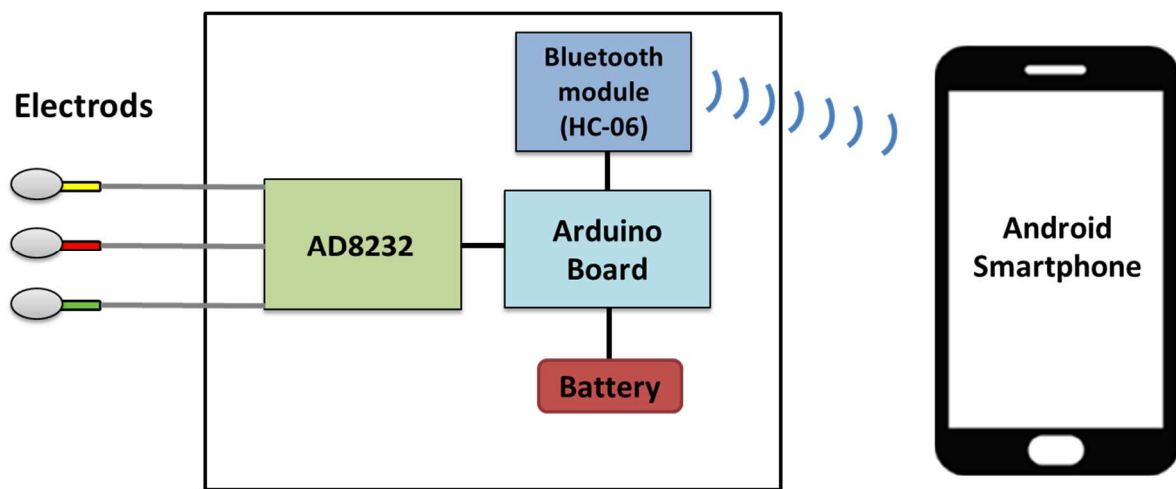 Electrods
Bluetooth
module
(HC-06)
AD8232
Arduino
Board
Battery
Android
Smartphone